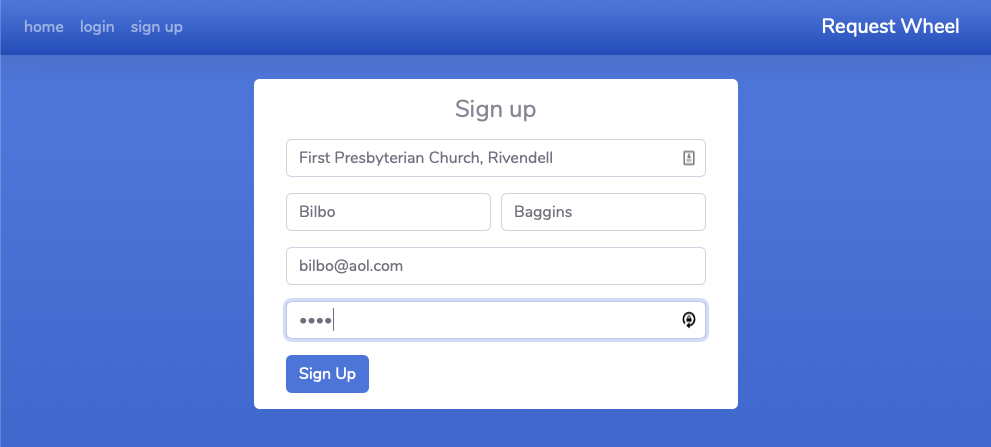 home login sign up Request Wheel
Sign up
First Presbyterian Church, Rivendell
Bilbo Baggins
bilbo@aol.com
••••
Sign Up